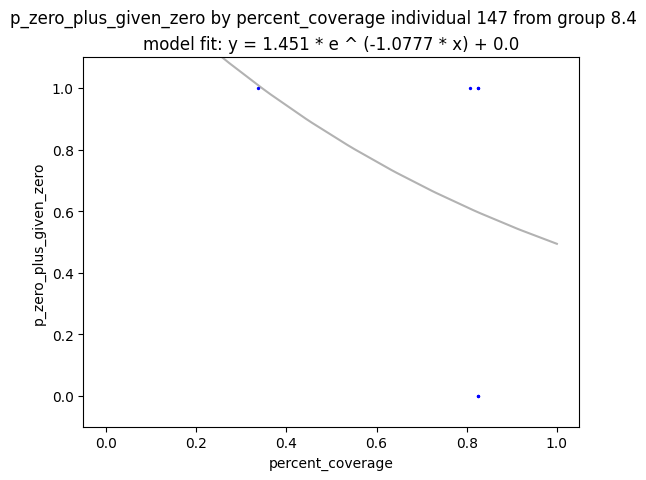 p_zero_plus_given_zero by percent_coverage individual 147 from group 8.4
model fit: y = 1.451 * e ^ (-1.0777 * x) + 0.0
1.0
0.8
0.6
0.4
0.2
0.0
p_zero_plus_given_zero
0.0 0.2 0.4 0.6 0.8 1.0
percent_coverage